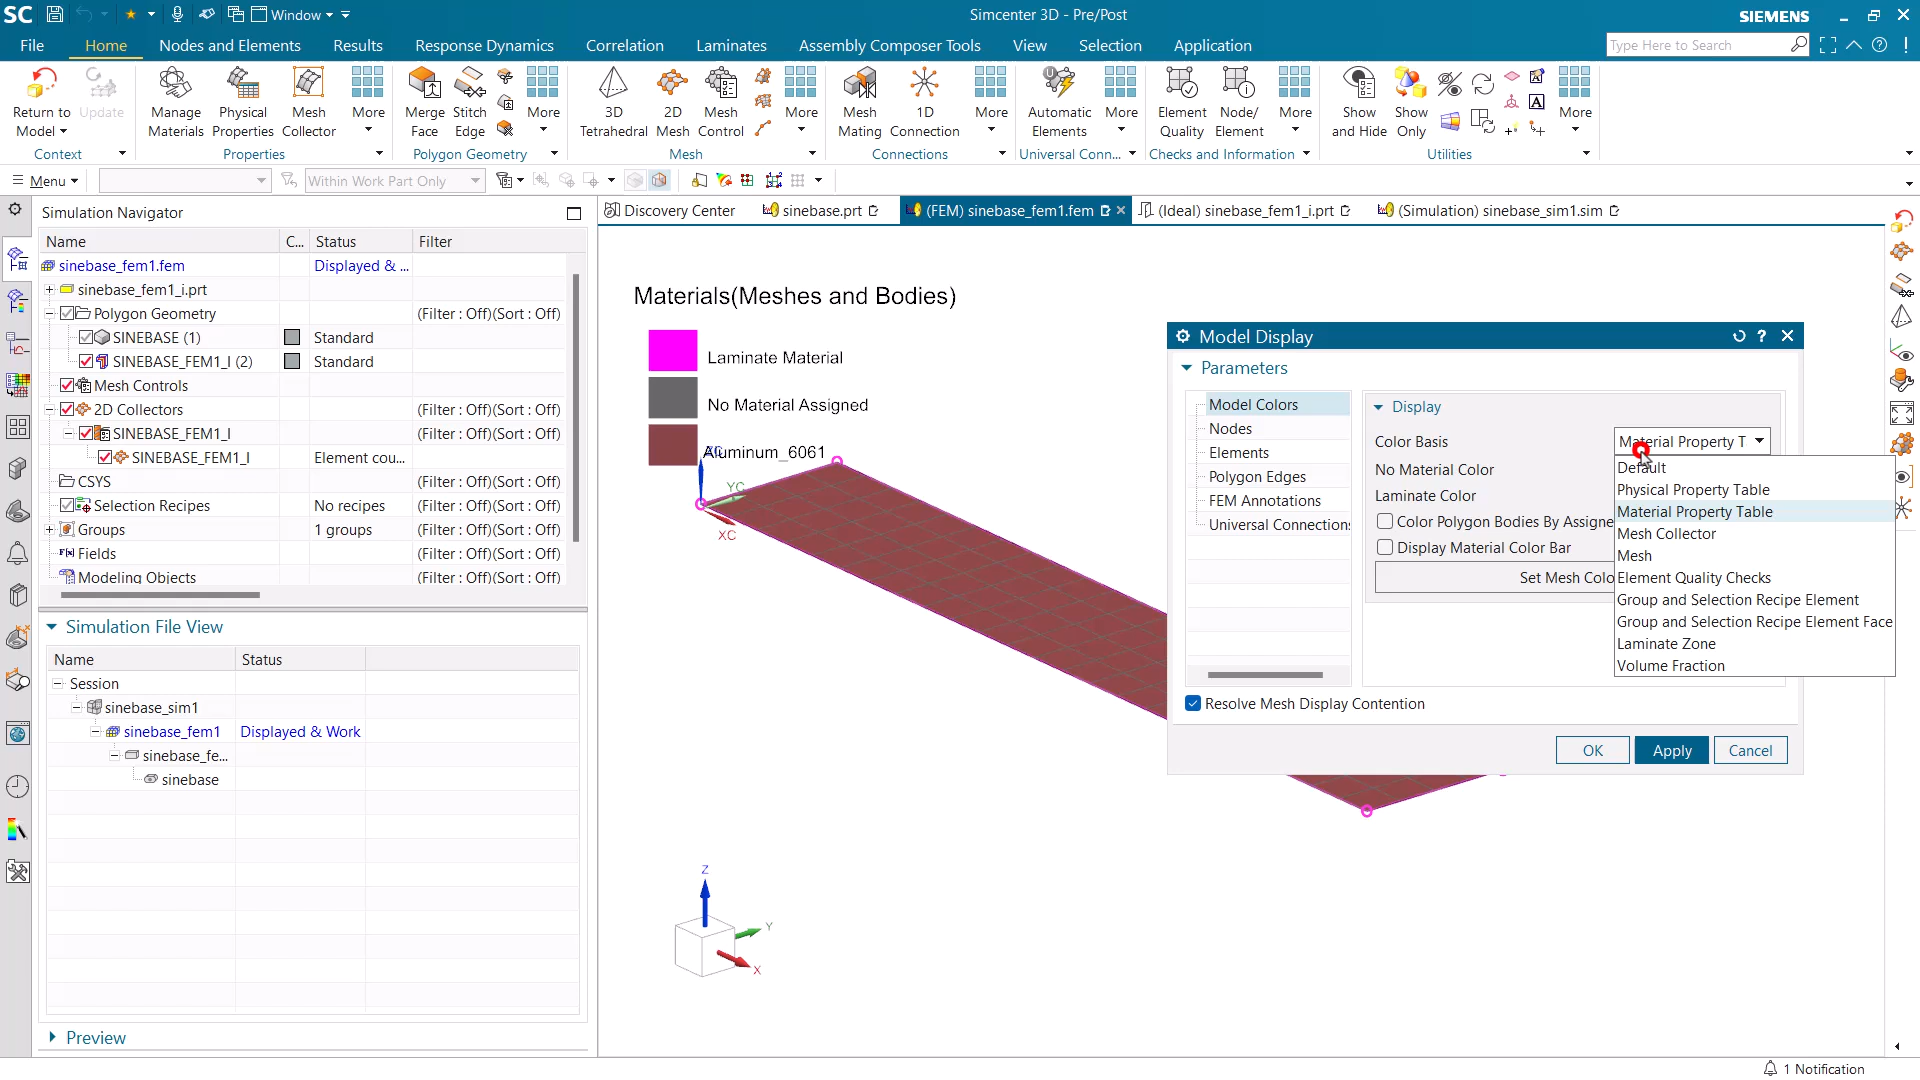 SC Window Simcenter 3D - Pre/Post SIEMENS
File Home Nodes and Elements Results Response Dynamics Correlation Laminates Assembly Composer Tools View Selection Application Type Here to Search
Return to Model Update Manage Materials Physical Properties Mesh Collector More Merge Face Stitch Edge More 3D Tetrahedral 2D Mesh Mesh Control More Mesh Mating 1D Connection More Automatic Elements More Element Quality Node/ Element More Show and Hide Show Only More
Context Properties Polygon Geometry Mesh Connections Universal Conn... Checks and Information Utilities
Menu Within Work Part Only
Simulation Navigator
Discovery Center sinebase.prt (FEM) sinebase_fem1.fem (Ideal) sinebase_fem1_i.prt (Simulation) sinebase_sim1.sim
Name C... Status Filter
sinebase_fem1.fem Displayed & ...
sinebase_fem1_i.prt
Polygon Geometry (Filter : Off)(Sort : Off)
SINEBASE (1) Standard
SINEBASE_FEM1_I (2) Standard
Mesh Controls
2D Collectors (Filter : Off)(Sort : Off)
SINEBASE_FEM1_I (Filter : Off)(Sort : Off)
SINEBASE_FEM1_I Element cou...
CSYS (Filter : Off)(Sort : Off)
Selection Recipes No recipes (Filter : Off)(Sort : Off)
Groups 1 groups (Filter : Off)(Sort : Off)
Fields (Filter : Off)(Sort : Off)
Modeling Objects (Filter : Off)(Sort : Off)
Simulation File View
Name Status
Session
sinebase_sim1
sinebase_fem1 Displayed & Work
sinebase_fe...
sinebase
Preview
Materials(Meshes and Bodies)
Laminate Material
No Material Assigned
Aluminum_6061
ZC
YC
XC
Z
Y
X
Model Display
Parameters
Model Colors
Nodes
Elements
Polygon Edges
FEM Annotations
Universal Connections
Display
Color Basis Material Property T
No Material Color
Laminate Color
Color Polygon Bodies By Assigne
Display Material Color Bar
Set Mesh Colo
Default
Physical Property Table
Material Property Table
Mesh Collector
Mesh
Element Quality Checks
Group and Selection Recipe Element
Group and Selection Recipe Element Face
Laminate Zone
Volume Fraction
Resolve Mesh Display Contention
OK Apply Cancel
1 Notification